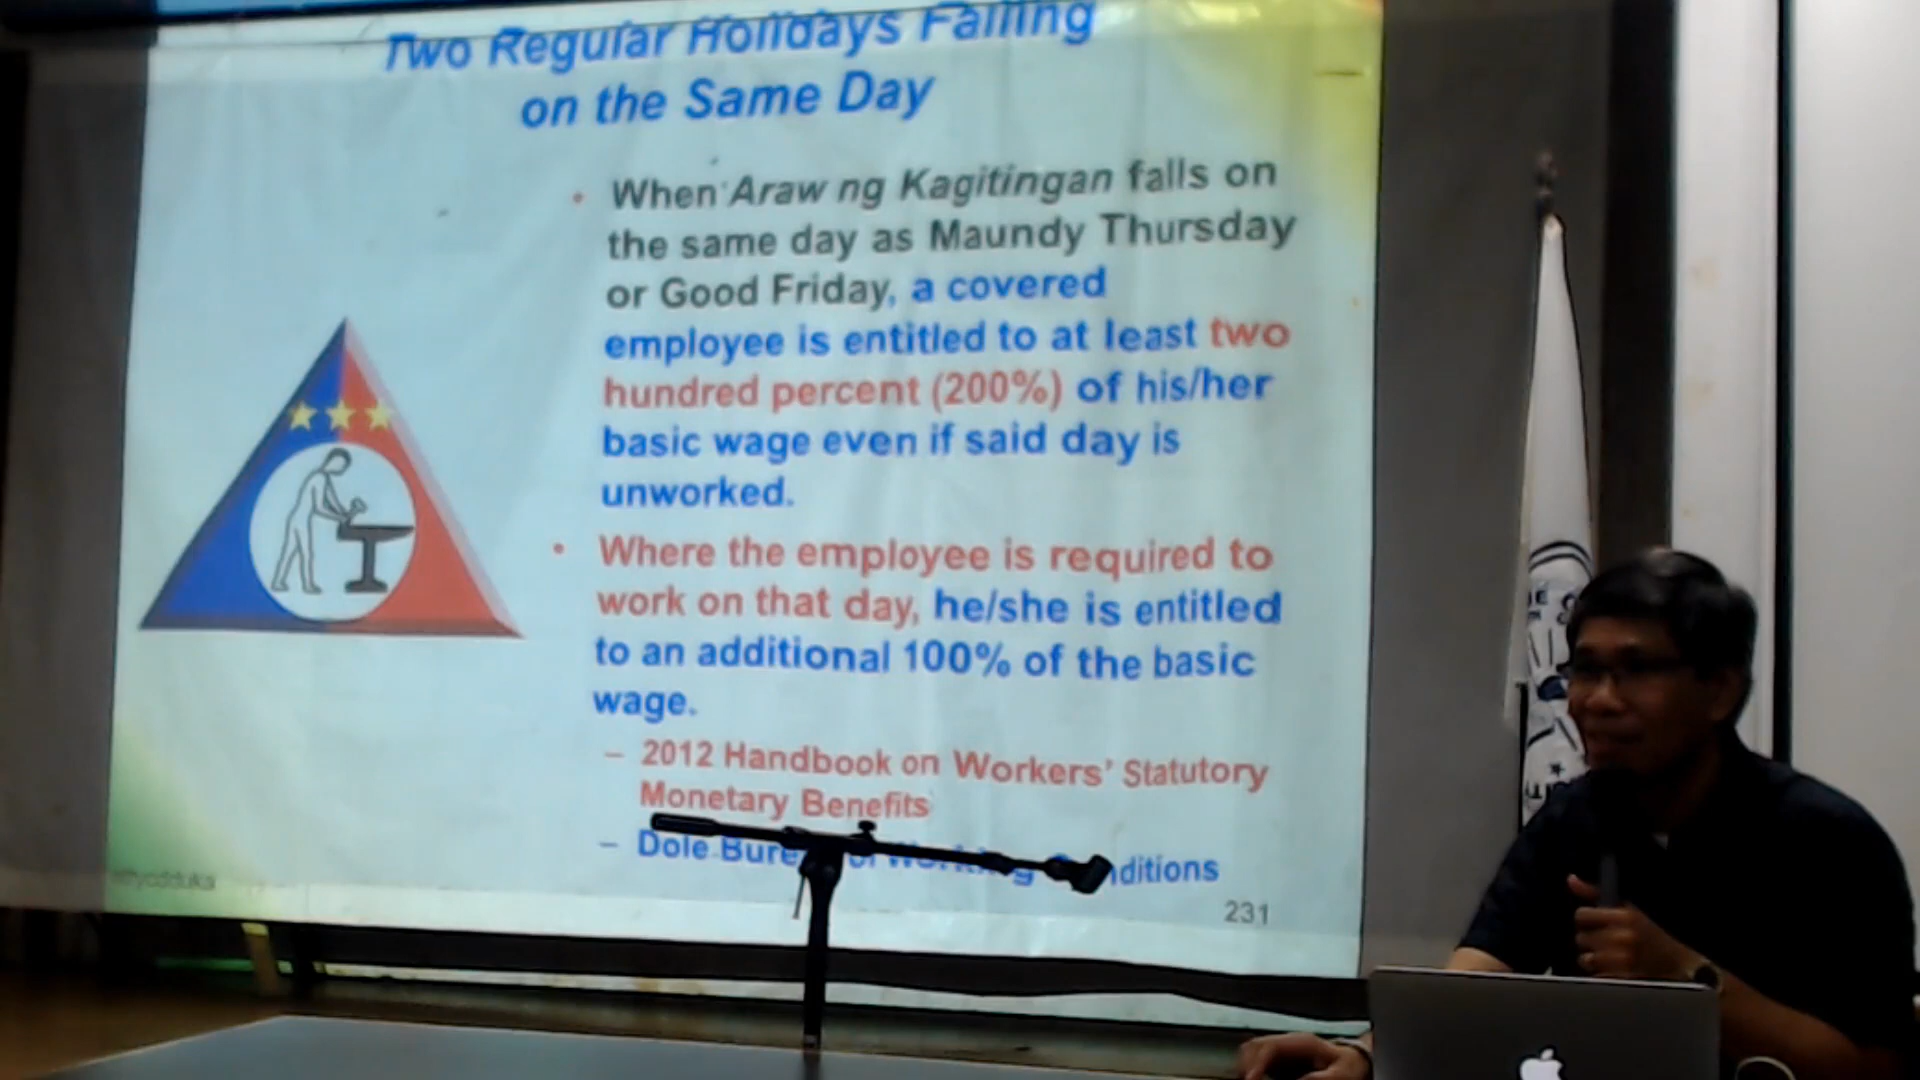 Two Regular Holidays Falling
on the Same Day
• When Araw ng Kagitingan falls on
the same day as Maundy Thursday
or Good Friday, a covered
employee is entitled to at least two
hundred percent (200%) of his/her
basic wage even if said day is
unworked.
• Where the employee is required to
work on that day, he/she is entitled
to an additional 100% of the basic
wage.
– 2012 Handbook on Workers’ Statutory
Monetary Benefits
– Dole of Working
231